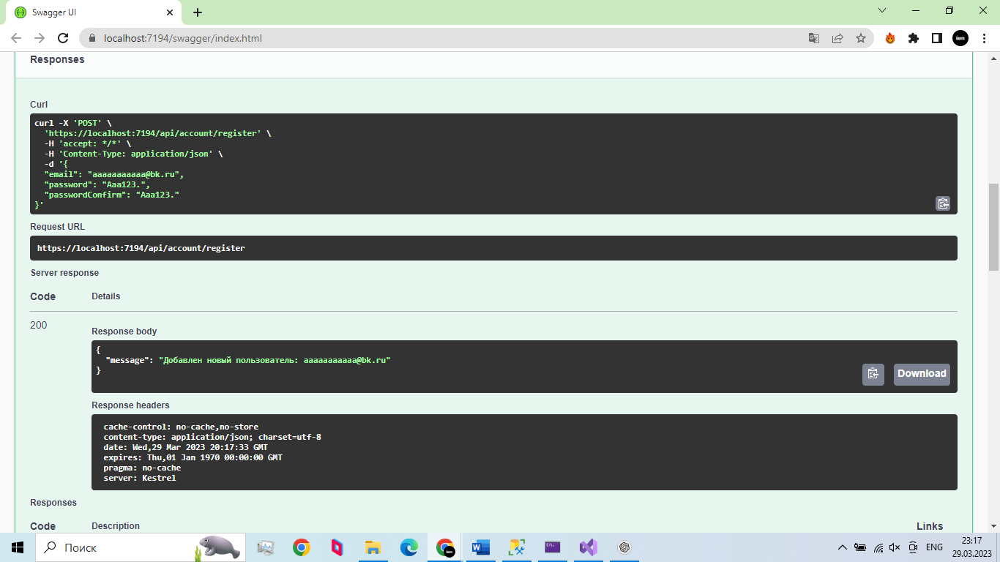 Swagger UI
localhost:7194/swagger/index.html
Responses
Curl
curl -X 'POST' \
'https://localhost:7194/api/account/register' \
-H 'accept: */*' \
-H 'Content-Type: application/json' \
-d '{
"email": "aaaaaaaaaaa@bk.ru",
"password": "Aaa123.",
"passwordConfirm": "Aaa123."
}'
Request URL
https://localhost:7194/api/account/register
Server response
Code Details
200
Response body
{
"message": "Добавлен новый пользователь: aaaaaaaaaaa@bk.ru"
}
Download
Response headers
cache-control: no-cache,no-store
content-type: application/json; charset=utf-8
date: Wed,29 Mar 2023 20:17:33 GMT
expires: Thu,01 Jan 1970 00:00:00 GMT
pragma: no-cache
server: Kestrel
Responses
Code Description Links
Поиск
ENG
23:17
29.03.2023